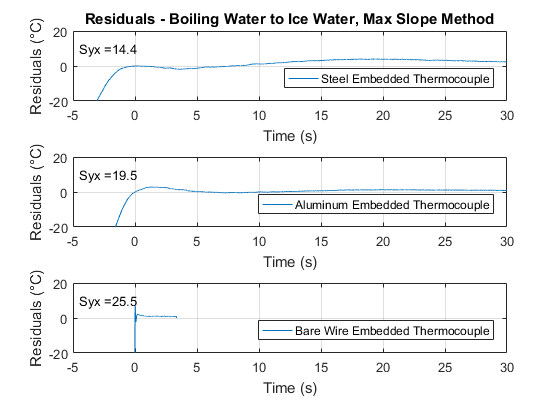 Residuals - Boiling Water to Ice Water, Max Slope Method
Residuals (°C)
20
0
-20
Syx =14.4
Steel Embedded Thermocouple
-5 0 5 10 15 20 25 30
Time (s)
Residuals (°C)
20
0
-20
Syx =19.5
Aluminum Embedded Thermocouple
-5 0 5 10 15 20 25 30
Time (s)
Residuals (°C)
20
0
-20
Syx =25.5
Bare Wire Embedded Thermocouple
-5 0 5 10 15 20 25 30
Time (s)